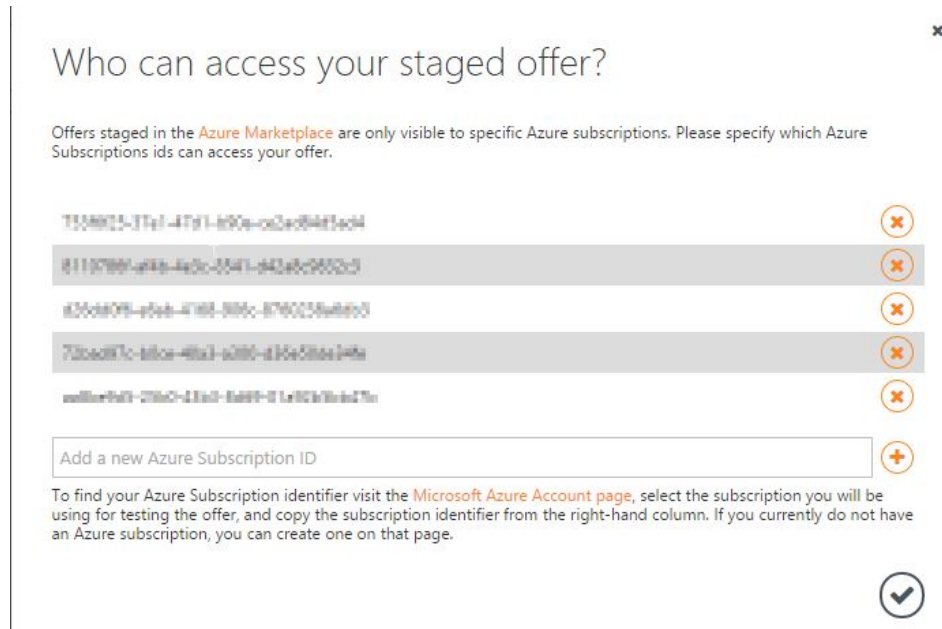 Who can access your staged offer?
Offers staged in the Azure Marketplace are only visible to specific Azure subscriptions. Please specify which Azure
Subscriptions ids can access your offer.
Add a new Azure Subscription ID
To find your Azure Subscription identifier visit the Microsoft Azure Account page, select the subscription you will be
using for testing the offer, and copy the subscription identifier from the right-hand column. If you currently do not have
an Azure subscription, you can create one on that page.